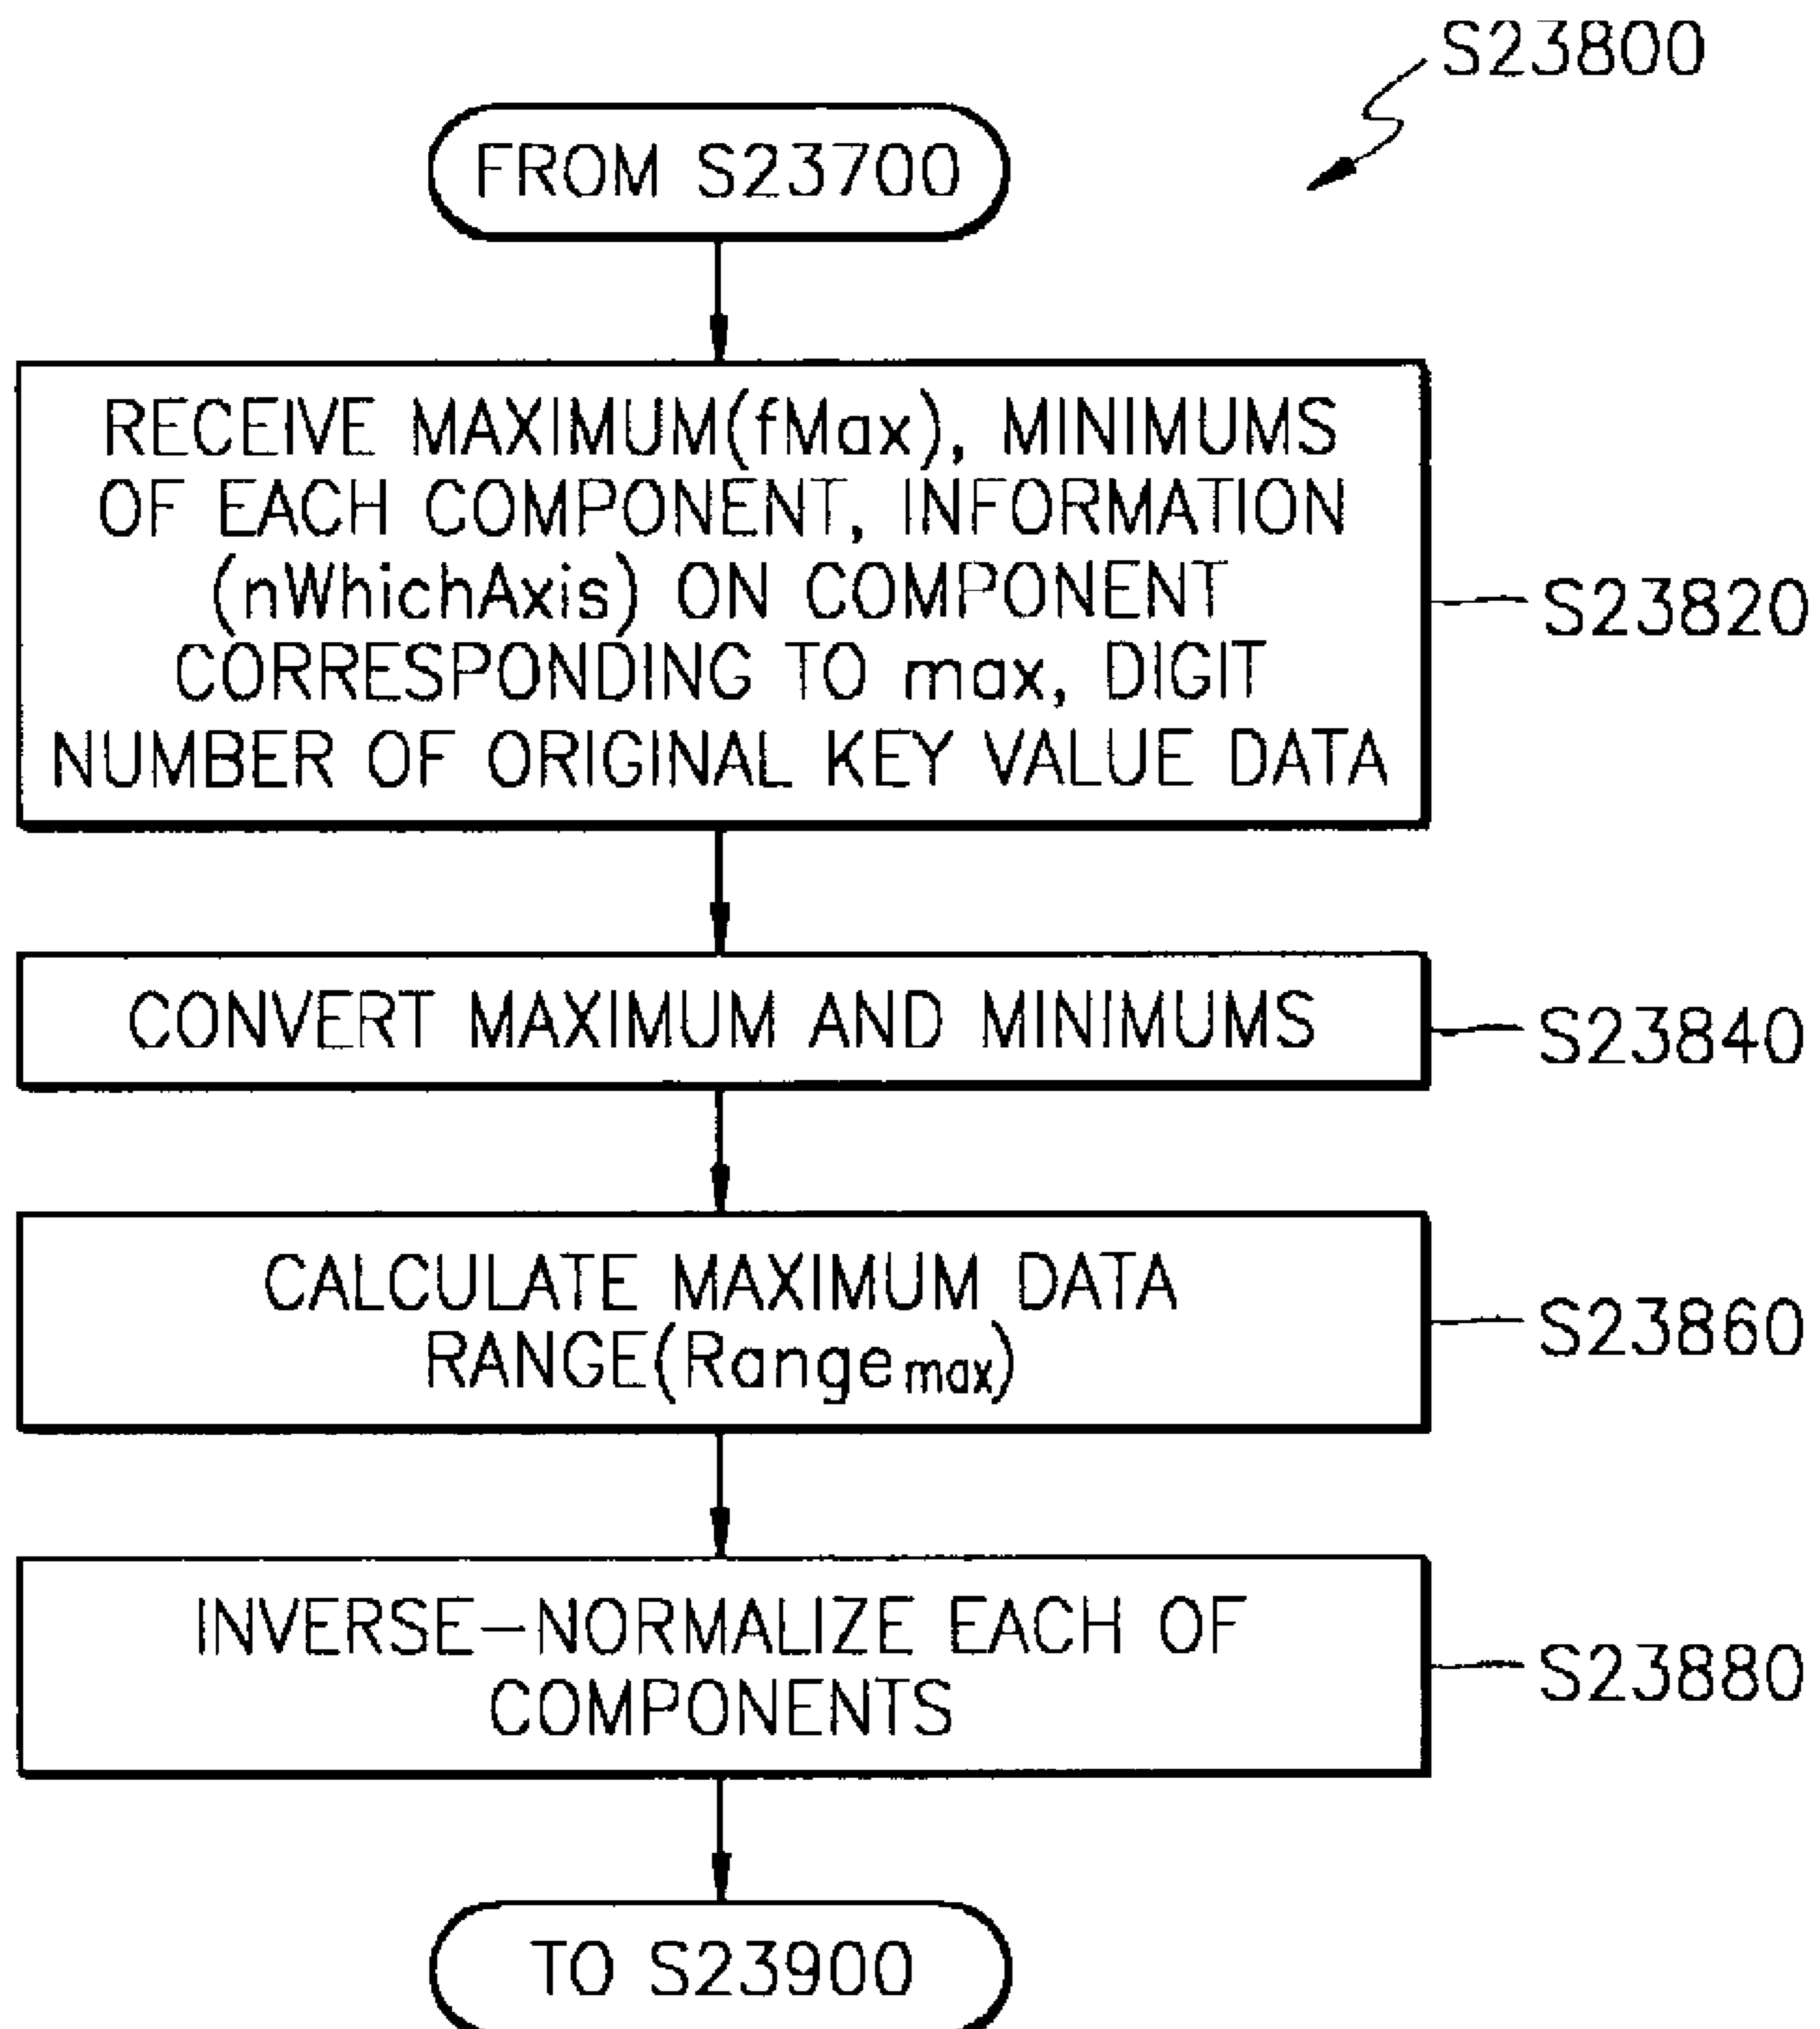 S23800
FROM S23700
RECEIVE MAXIMUM(fMax), MINIMUMS
OF EACH COMPONENT, INFORMATION
(nWhichAxis) ON COMPONENT
CORRESPONDING TO max, DIGIT
NUMBER OF ORIGINAL KEY VALUE DATA
S23820
CONVERT MAXIMUM AND MINIMUMS
S23840
CALCULATE MAXIMUM DATA
RANGE(Rangemax)
S23860
INVERSE-NORMALIZE EACH OF
COMPONENTS
S23880
TO S23900